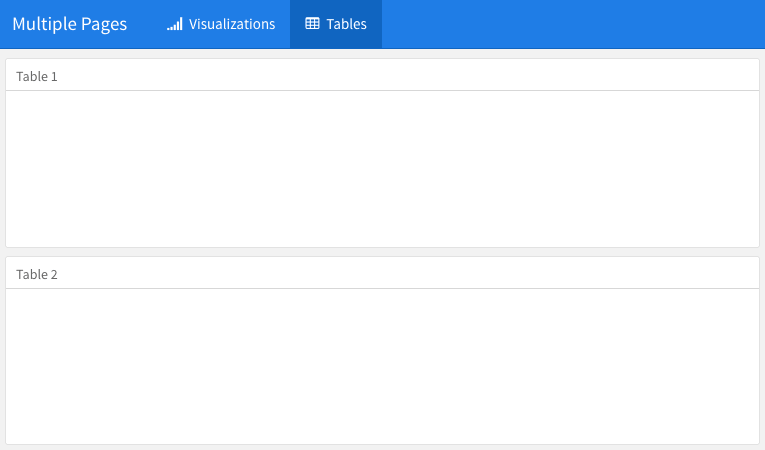 Multiple Pages Visualizations Tables
Table 1
Table 2